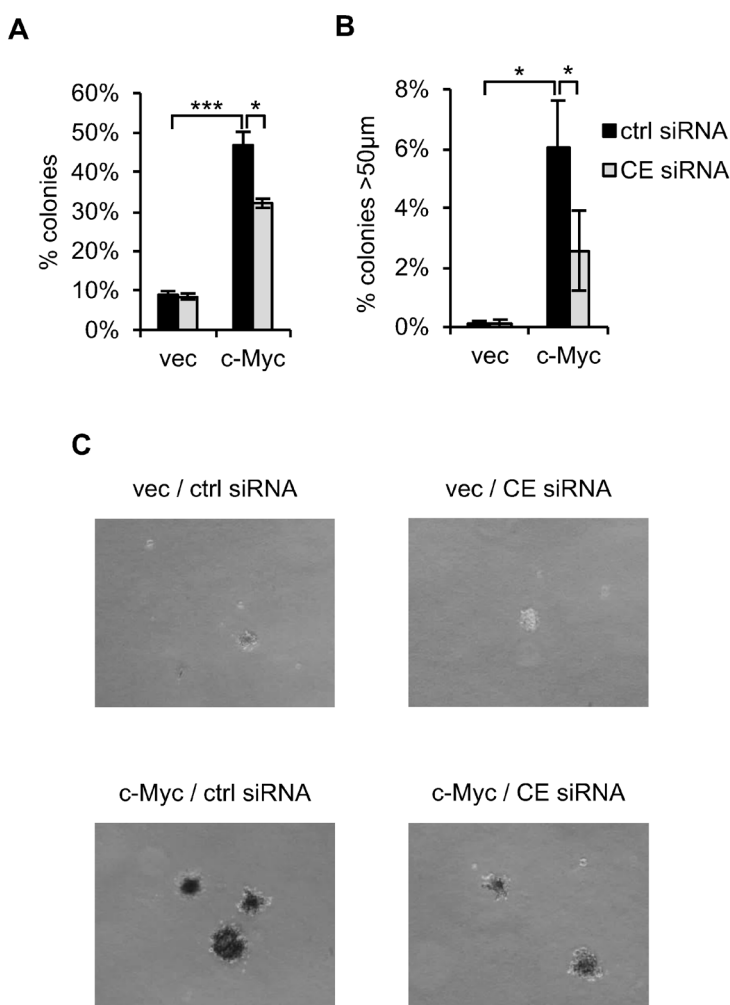 A
60%
50%
40%
30%
20%
10%
0%
% colonies
*** *
vec c-Myc
B
8%
6%
4%
2%
0%
% colonies >50µm
* *
vec c-Myc
ctrl siRNA
CE siRNA
C
vec / ctrl siRNA
vec / CE siRNA
c-Myc / ctrl siRNA
c-Myc / CE siRNA